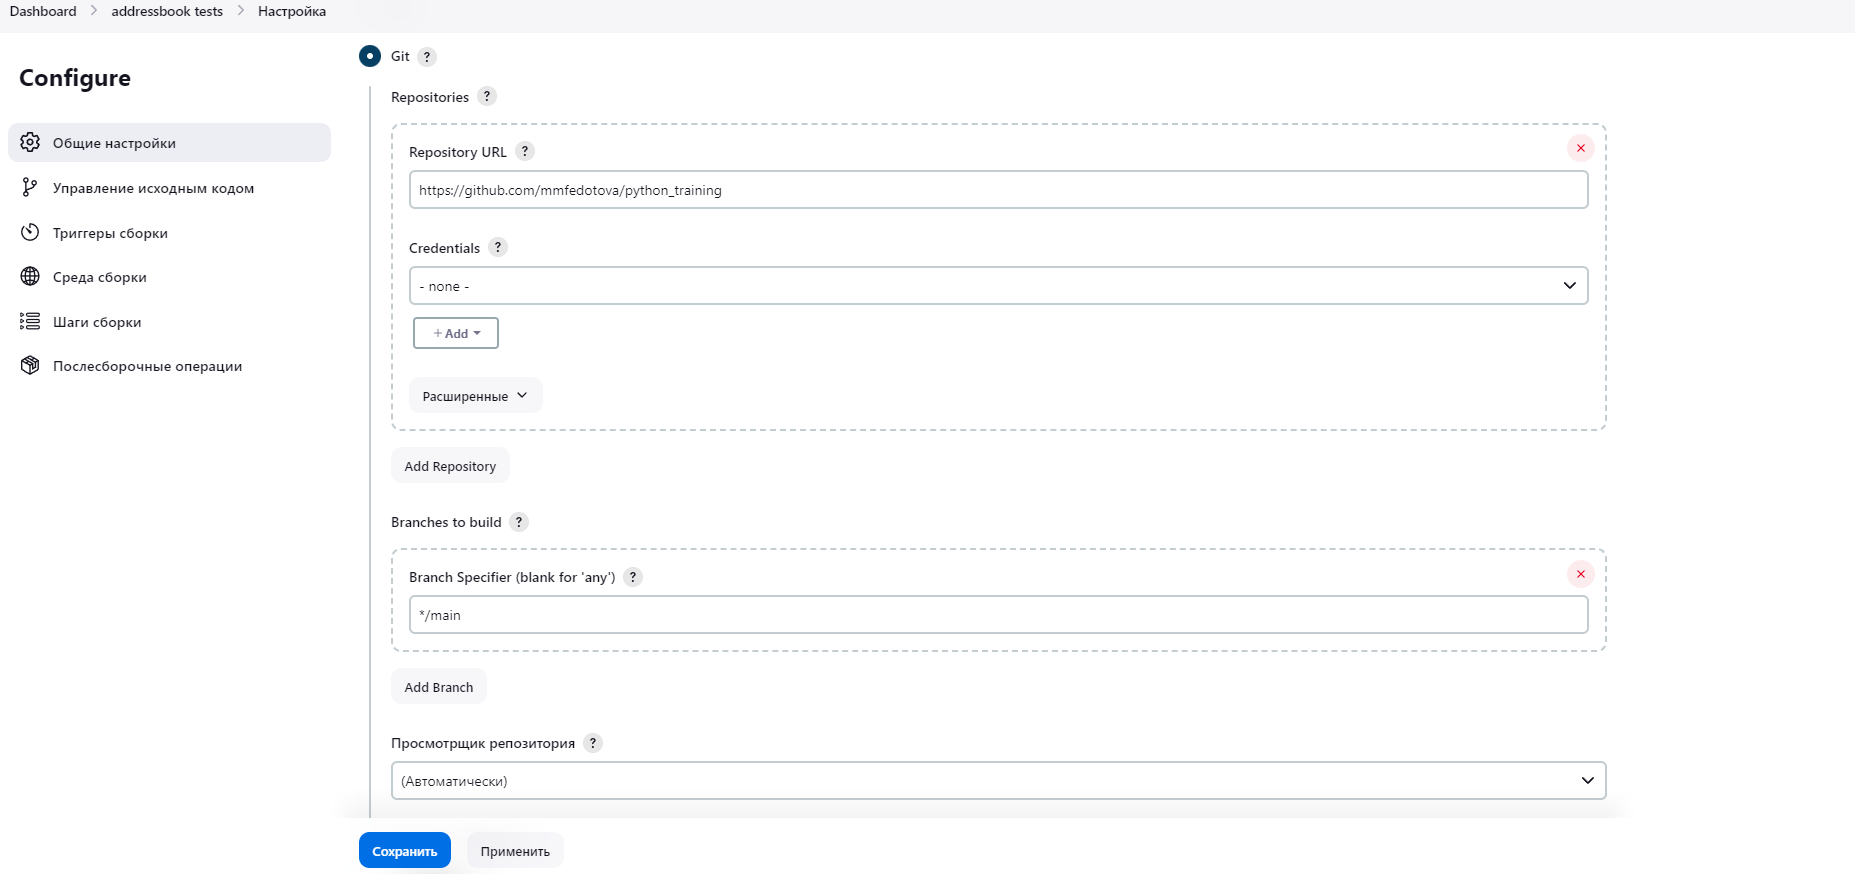 Dashboard > addressbook tests > Настройка
Configure
Общие настройки
Управление исходным кодом
Триггеры сборки
Среда сборки
Шаги сборки
Послесборочные операции
Git ?
Repositories ?
Repository URL ?
https://github.com/mmfedotova/python_training
Credentials ?
- none -
+ Add
Расширенные
Add Repository
Branches to build ?
Branch Specifier (blank for 'any') ?
*/main
Add Branch
Просмотрщик репозитория ?
(Автоматически)
Сохранить
Применить